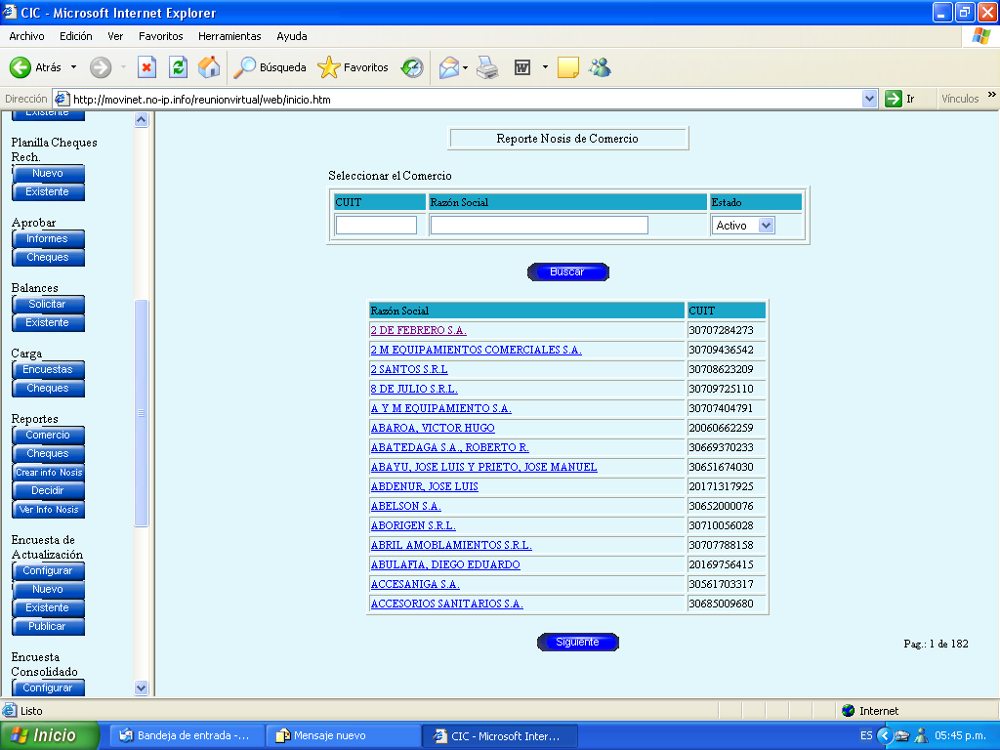 CIC - Microsoft Internet Explorer
Archivo Edición Ver Favoritos Herramientas Ayuda
Atrás Búsqueda Favoritos
Dirección http://movinet.no-ip.info/reunionvirtual/web/inicio.htm Ir Vínculos »
Existente
Planilla Cheques
Rech.
Nuevo
Existente
Aprobar
Informes
Cheques
Balances
Solicitar
Existente
Carga
Encuestas
Cheques
Reportes
Comercio
Cheques
Crear info Nosis
Decidir
Ver Info Nosis
Encuesta de
Actualización
Configurar
Nuevo
Existente
Publicar
Encuesta
Consolidado
Configurar
Reporte Nosis de Comercio
Seleccionar el Comercio
CUIT Razón Social Estado
Activo
Buscar
Razón Social CUIT
2 DE FEBRERO S.A. 30707284273
2 M EQUIPAMIENTOS COMERCIALES S.A. 30709436542
2 SANTOS S.R.L 30708623209
8 DE JULIO S.R.L. 30709725110
A Y M EQUIPAMIENTO S.A. 30707404791
ABAROA, VICTOR HUGO 20060662259
ABATEDAGA S.A., ROBERTO R. 30669370233
ABAYU, JOSE LUIS Y PRIETO, JOSE MANUEL 30651674030
ABDENUR, JOSE LUIS 20171317925
ABELSON S.A. 30652000076
ABORIGEN S.R.L. 30710056028
ABRIL AMOBLAMIENTOS S.R.L. 30707788158
ABULAFIA, DIEGO EDUARDO 20169756415
ACCESANIGA S.A. 30561703317
ACCESORIOS SANITARIOS S.A. 30685009680
Siguiente
Pag.: 1 de 182
Listo Internet
Inicio Bandeja de entrada -... Mensaje nuevo CIC - Microsoft Inter... ES 05:45 p.m.